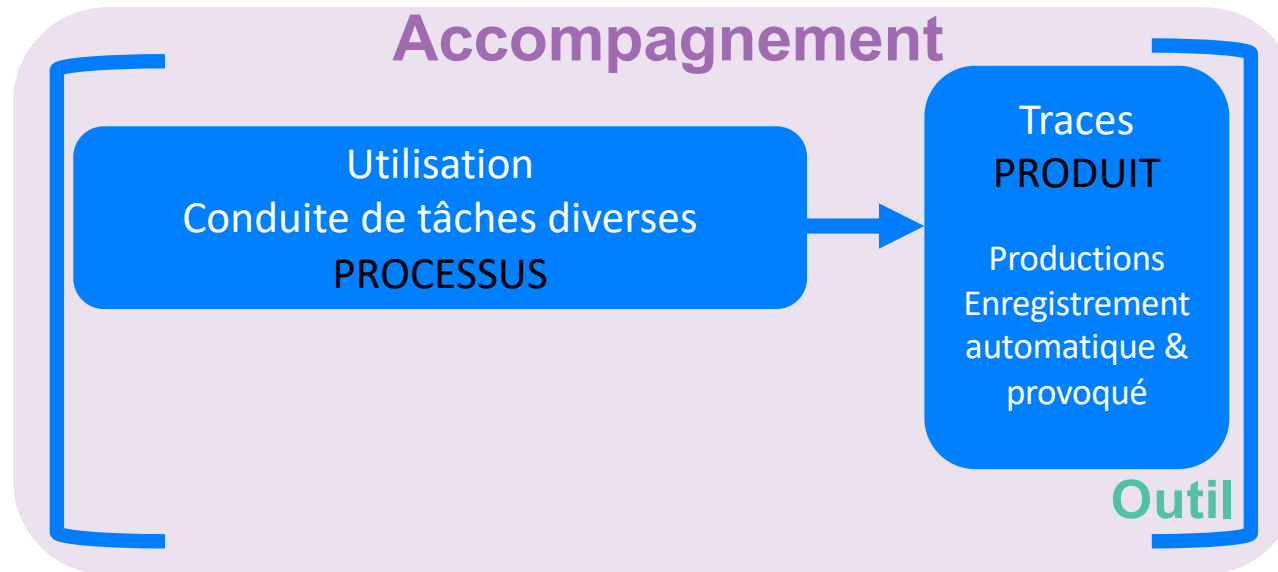 Accompagnement
Utilisation
Conduite de tâches diverses
PROCESSUS
Traces
PRODUIT
Productions
Enregistrement
automatique &
provoqué
Outil